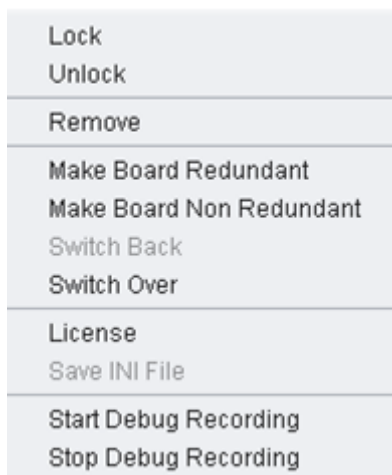 Lock
Unlock
Remove
Make Board Redundant
Make Board Non Redundant
Switch Back
Switch Over
License
Save INI File
Start Debug Recording
Stop Debug Recording